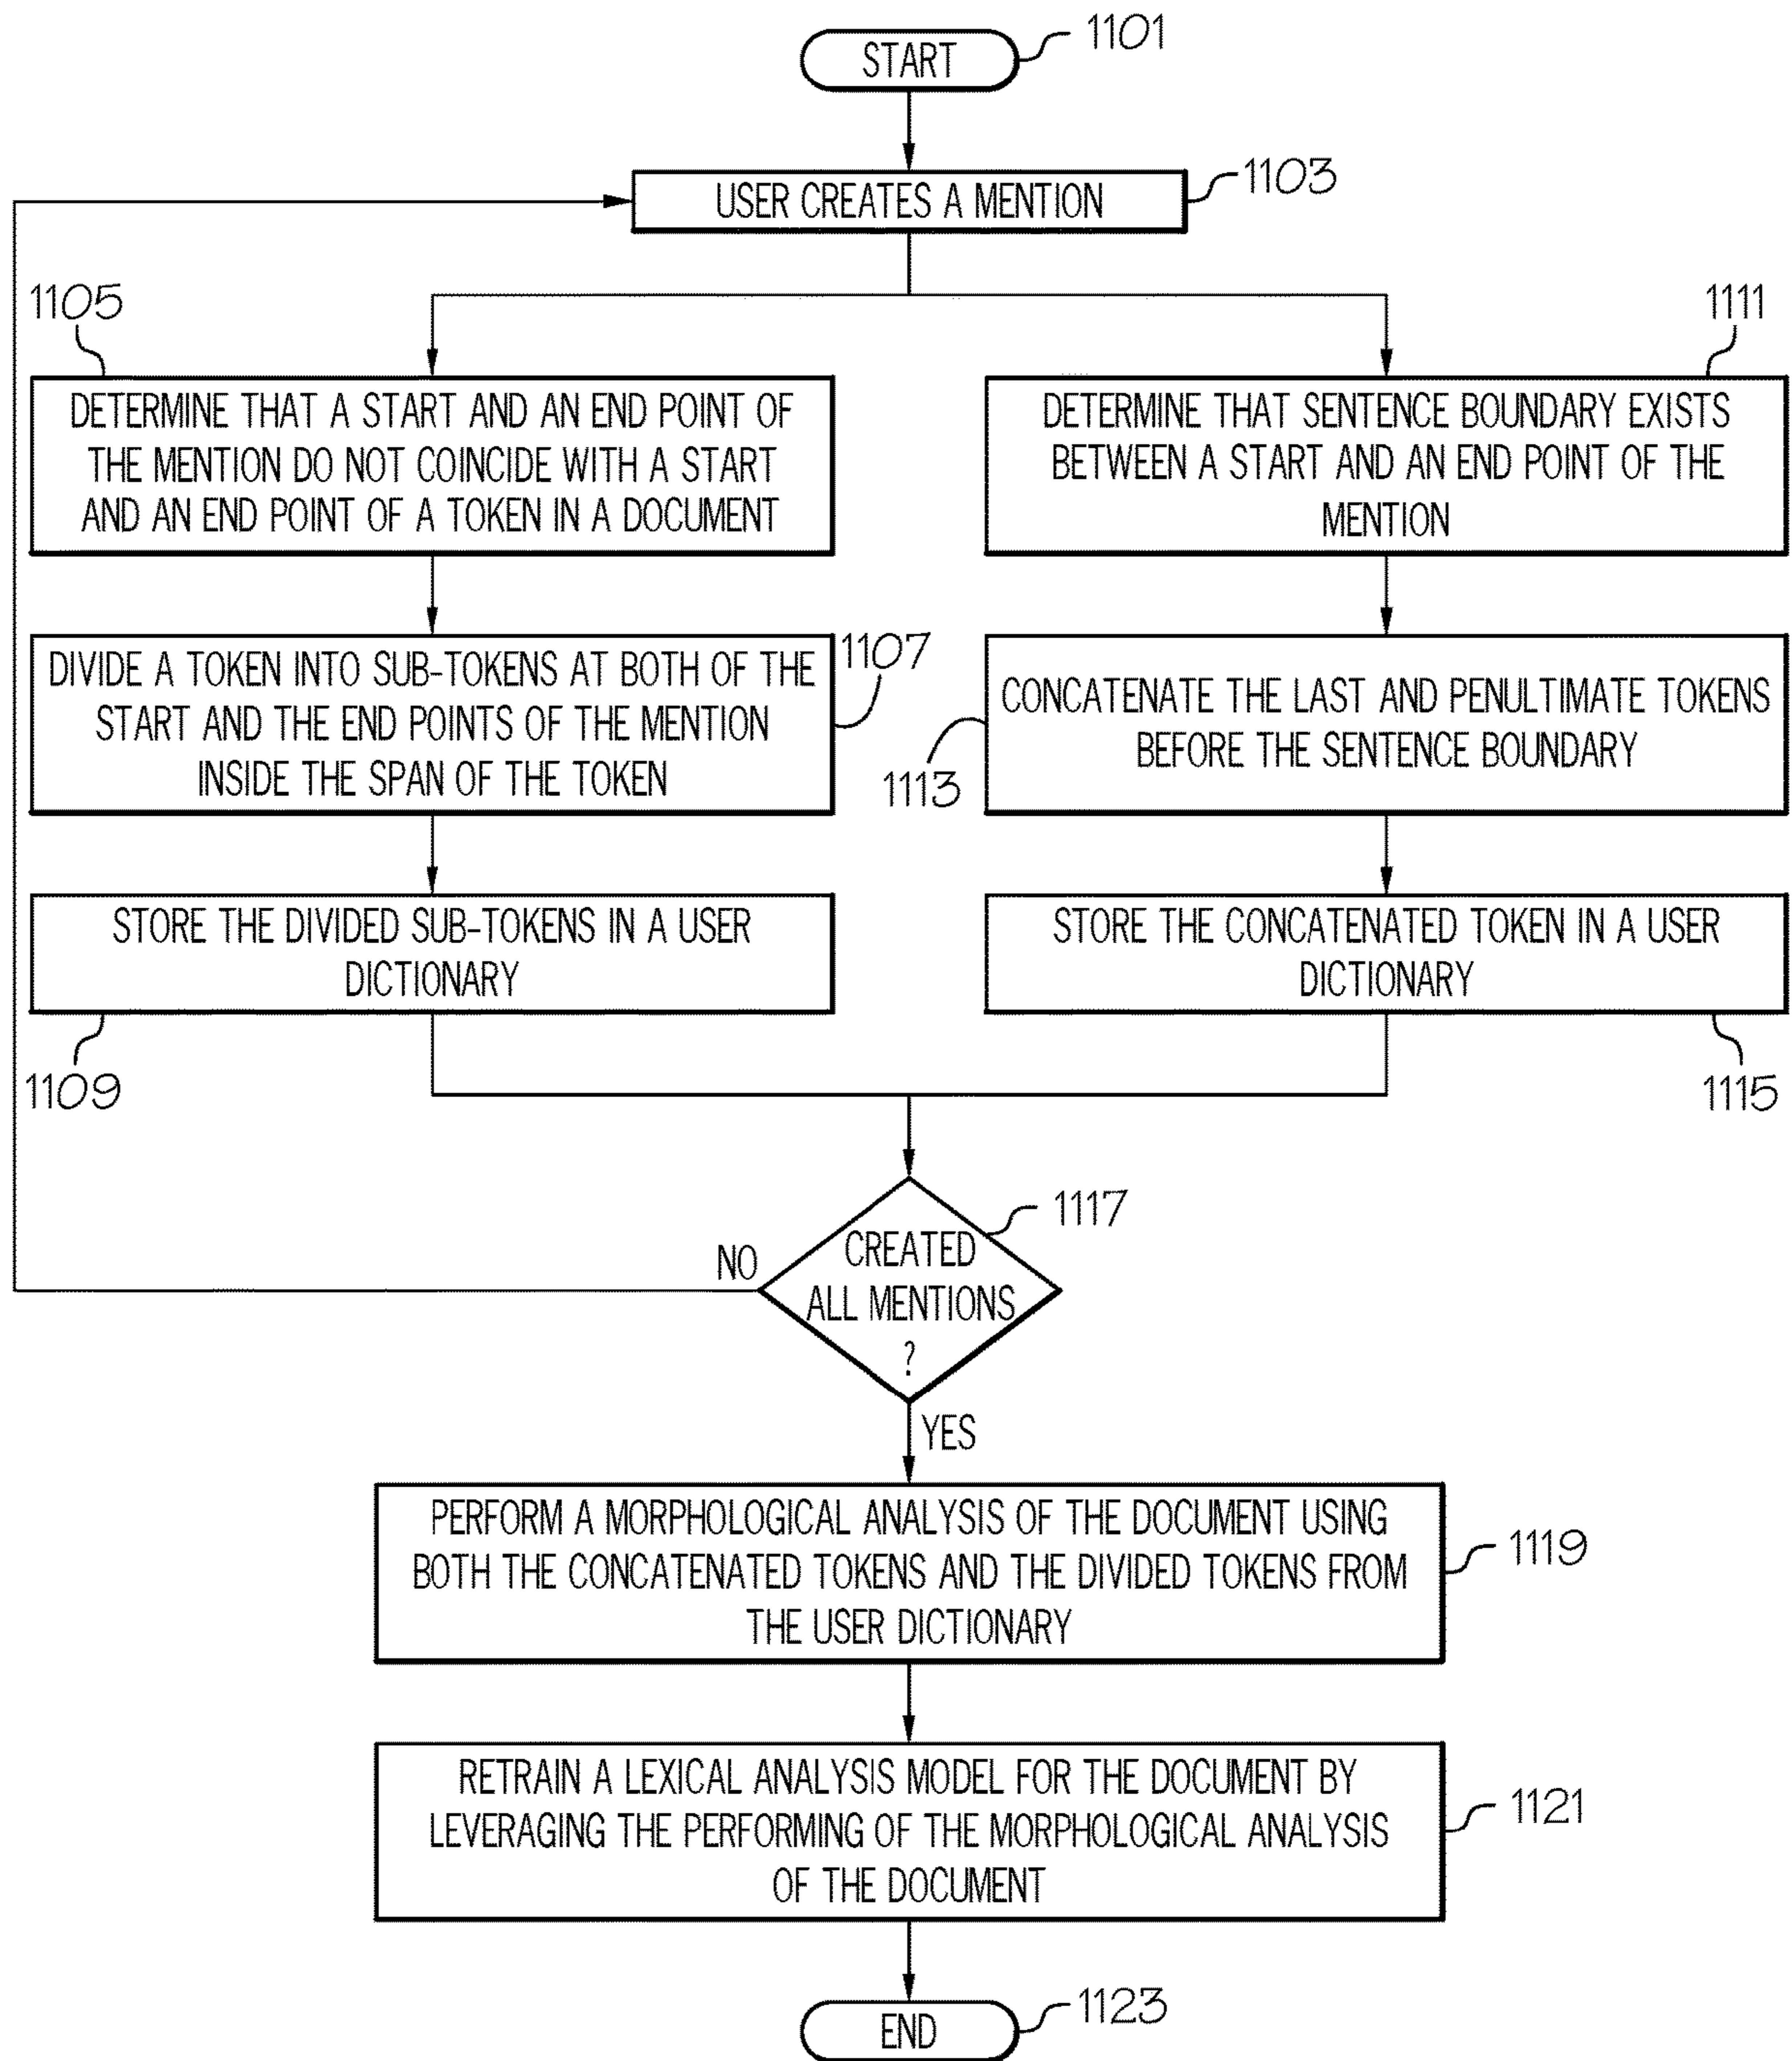 START
1101
USER CREATES A MENTION
1103
1105
DETERMINE THAT A START AND AN END POINT OF
THE MENTION DO NOT COINCIDE WITH A START
AND AN END POINT OF A TOKEN IN A DOCUMENT
1111
DETERMINE THAT SENTENCE BOUNDARY EXISTS
BETWEEN A START AND AN END POINT OF THE
MENTION
DIVIDE A TOKEN INTO SUB-TOKENS AT BOTH OF THE
START AND THE END POINTS OF THE MENTION
INSIDE THE SPAN OF THE TOKEN
1107
CONCATENATE THE LAST AND PENULTIMATE TOKENS
BEFORE THE SENTENCE BOUNDARY
1113
STORE THE DIVIDED SUB-TOKENS IN A USER
DICTIONARY
1109
STORE THE CONCATENATED TOKEN IN A USER
DICTIONARY
1115
CREATED
ALL MENTIONS
?
1117
NO
YES
PERFORM A MORPHOLOGICAL ANALYSIS OF THE DOCUMENT USING
BOTH THE CONCATENATED TOKENS AND THE DIVIDED TOKENS FROM
THE USER DICTIONARY
1119
RETRAIN A LEXICAL ANALYSIS MODEL FOR THE DOCUMENT BY
LEVERAGING THE PERFORMING OF THE MORPHOLOGICAL ANALYSIS
OF THE DOCUMENT
1121
END
1123